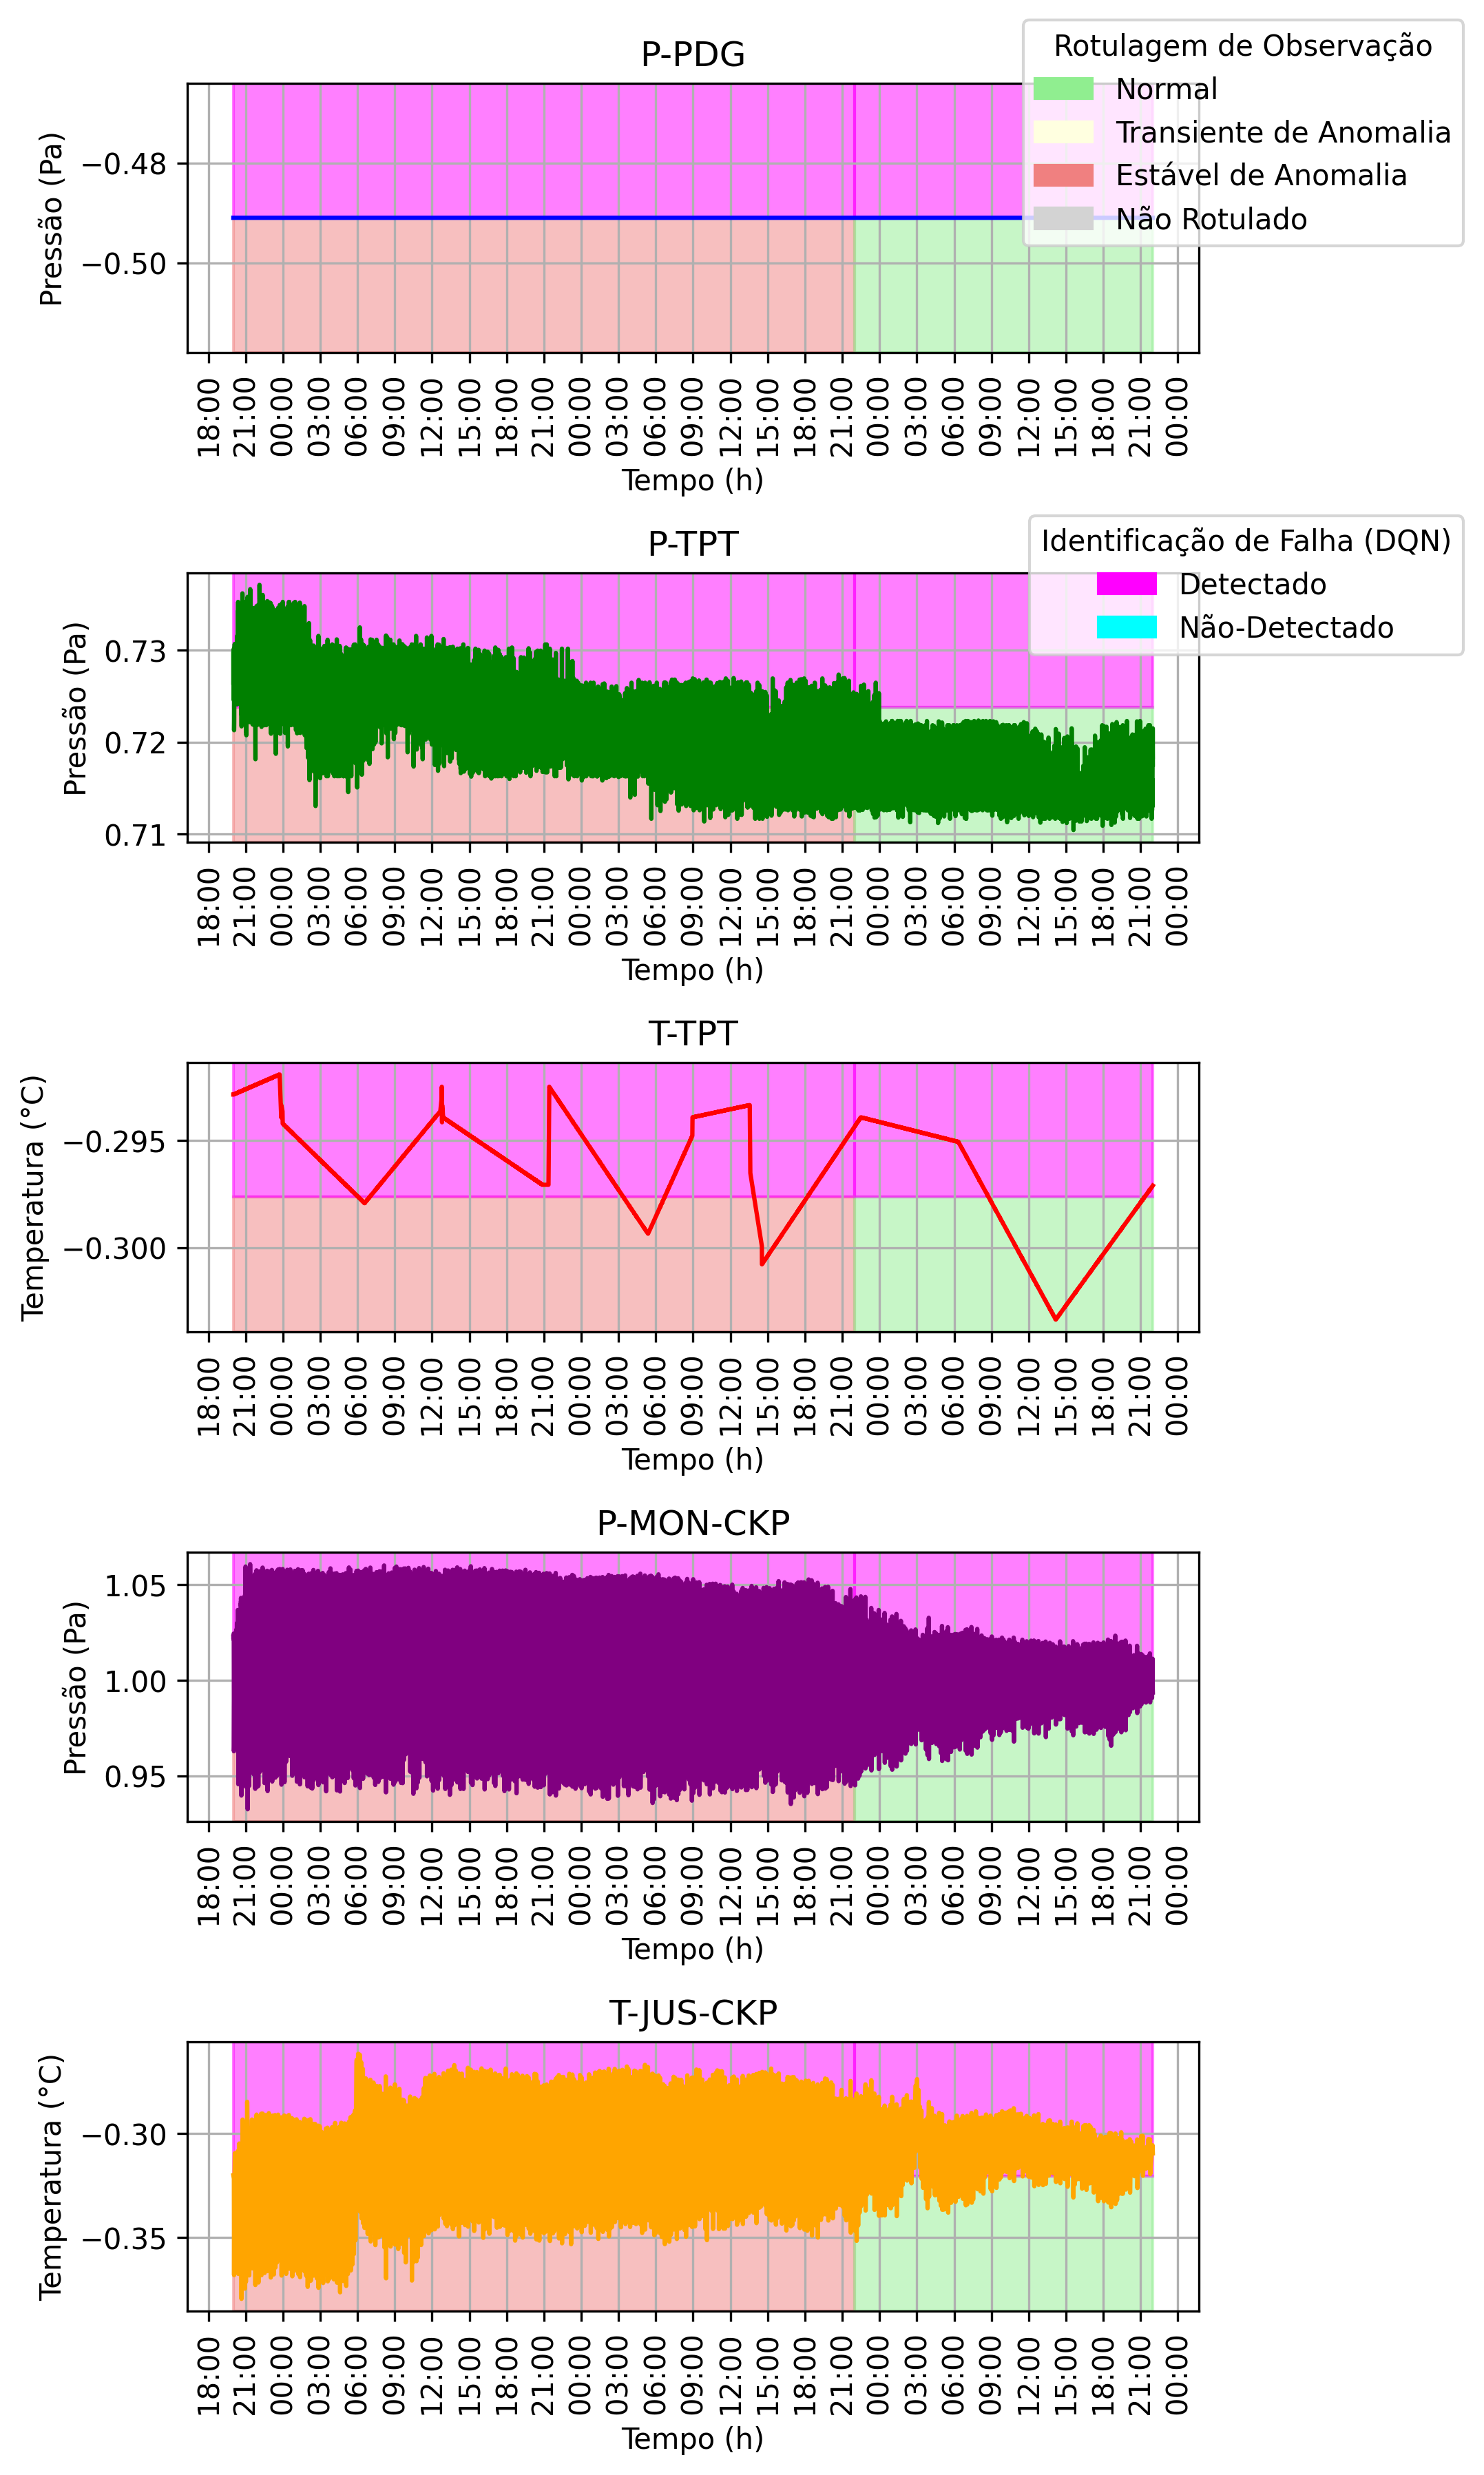 P-PDG
Rotulagem de Observação
Normal
Transiente de Anomalia
Estável de Anomalia
Não Rotulado
Pressão (Pa)
−0.48
−0.50
18:00 21:00 00:00 03:00 06:00 09:00 12:00 15:00 18:00 21:00 00:00 03:00 06:00 09:00 12:00 15:00 18:00 21:00 00:00 03:00 06:00 09:00 12:00 15:00 18:00 21:00 00:00
Tempo (h)
P-TPT
Identificação de Falha (DQN)
Detectado
Não-Detectado
Pressão (Pa)
0.73
0.72
0.71
18:00 21:00 00:00 03:00 06:00 09:00 12:00 15:00 18:00 21:00 00:00 03:00 06:00 09:00 12:00 15:00 18:00 21:00 00:00 03:00 06:00 09:00 12:00 15:00 18:00 21:00 00:00
Tempo (h)
T-TPT
Temperatura (°C)
−0.295
−0.300
18:00 21:00 00:00 03:00 06:00 09:00 12:00 15:00 18:00 21:00 00:00 03:00 06:00 09:00 12:00 15:00 18:00 21:00 00:00 03:00 06:00 09:00 12:00 15:00 18:00 21:00 00:00
Tempo (h)
P-MON-CKP
Pressão (Pa)
1.05
1.00
0.95
18:00 21:00 00:00 03:00 06:00 09:00 12:00 15:00 18:00 21:00 00:00 03:00 06:00 09:00 12:00 15:00 18:00 21:00 00:00 03:00 06:00 09:00 12:00 15:00 18:00 21:00 00:00
Tempo (h)
T-JUS-CKP
Temperatura (°C)
−0.30
−0.35
18:00 21:00 00:00 03:00 06:00 09:00 12:00 15:00 18:00 21:00 00:00 03:00 06:00 09:00 12:00 15:00 18:00 21:00 00:00 03:00 06:00 09:00 12:00 15:00 18:00 21:00 00:00
Tempo (h)